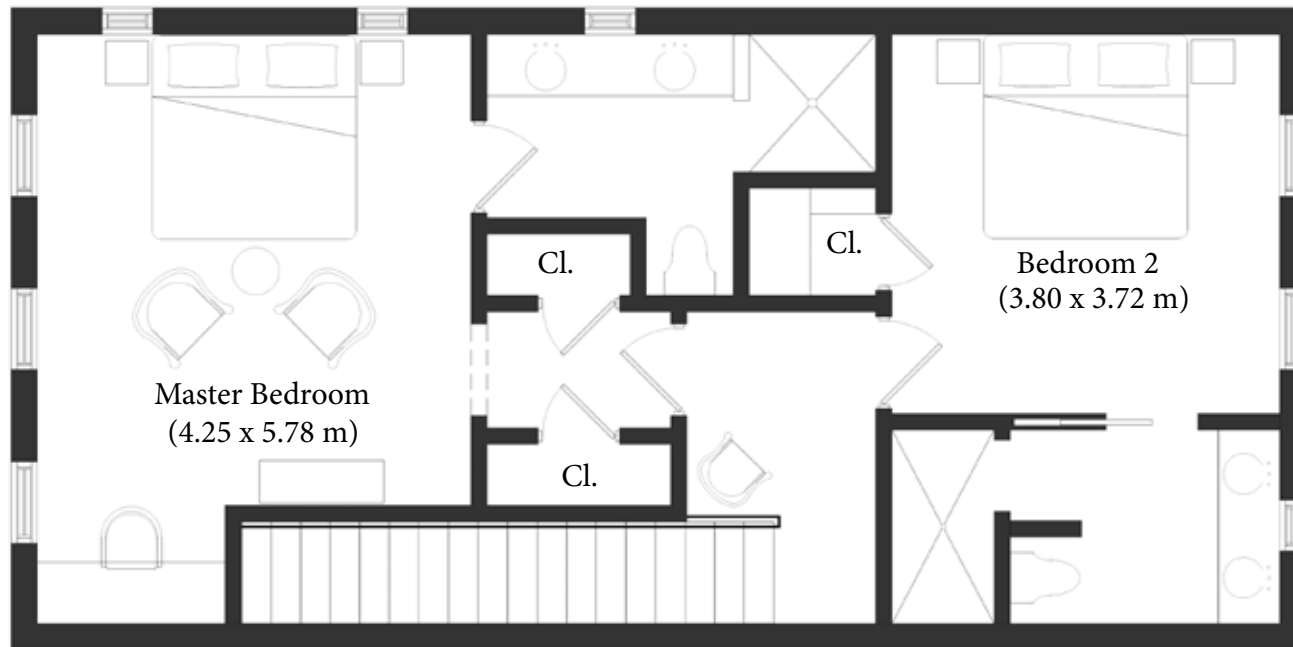 Cl.
Cl.
Bedroom 2
(3.80 x 3.72 m)
Master Bedroom
(4.25 x 5.78 m)
Cl.